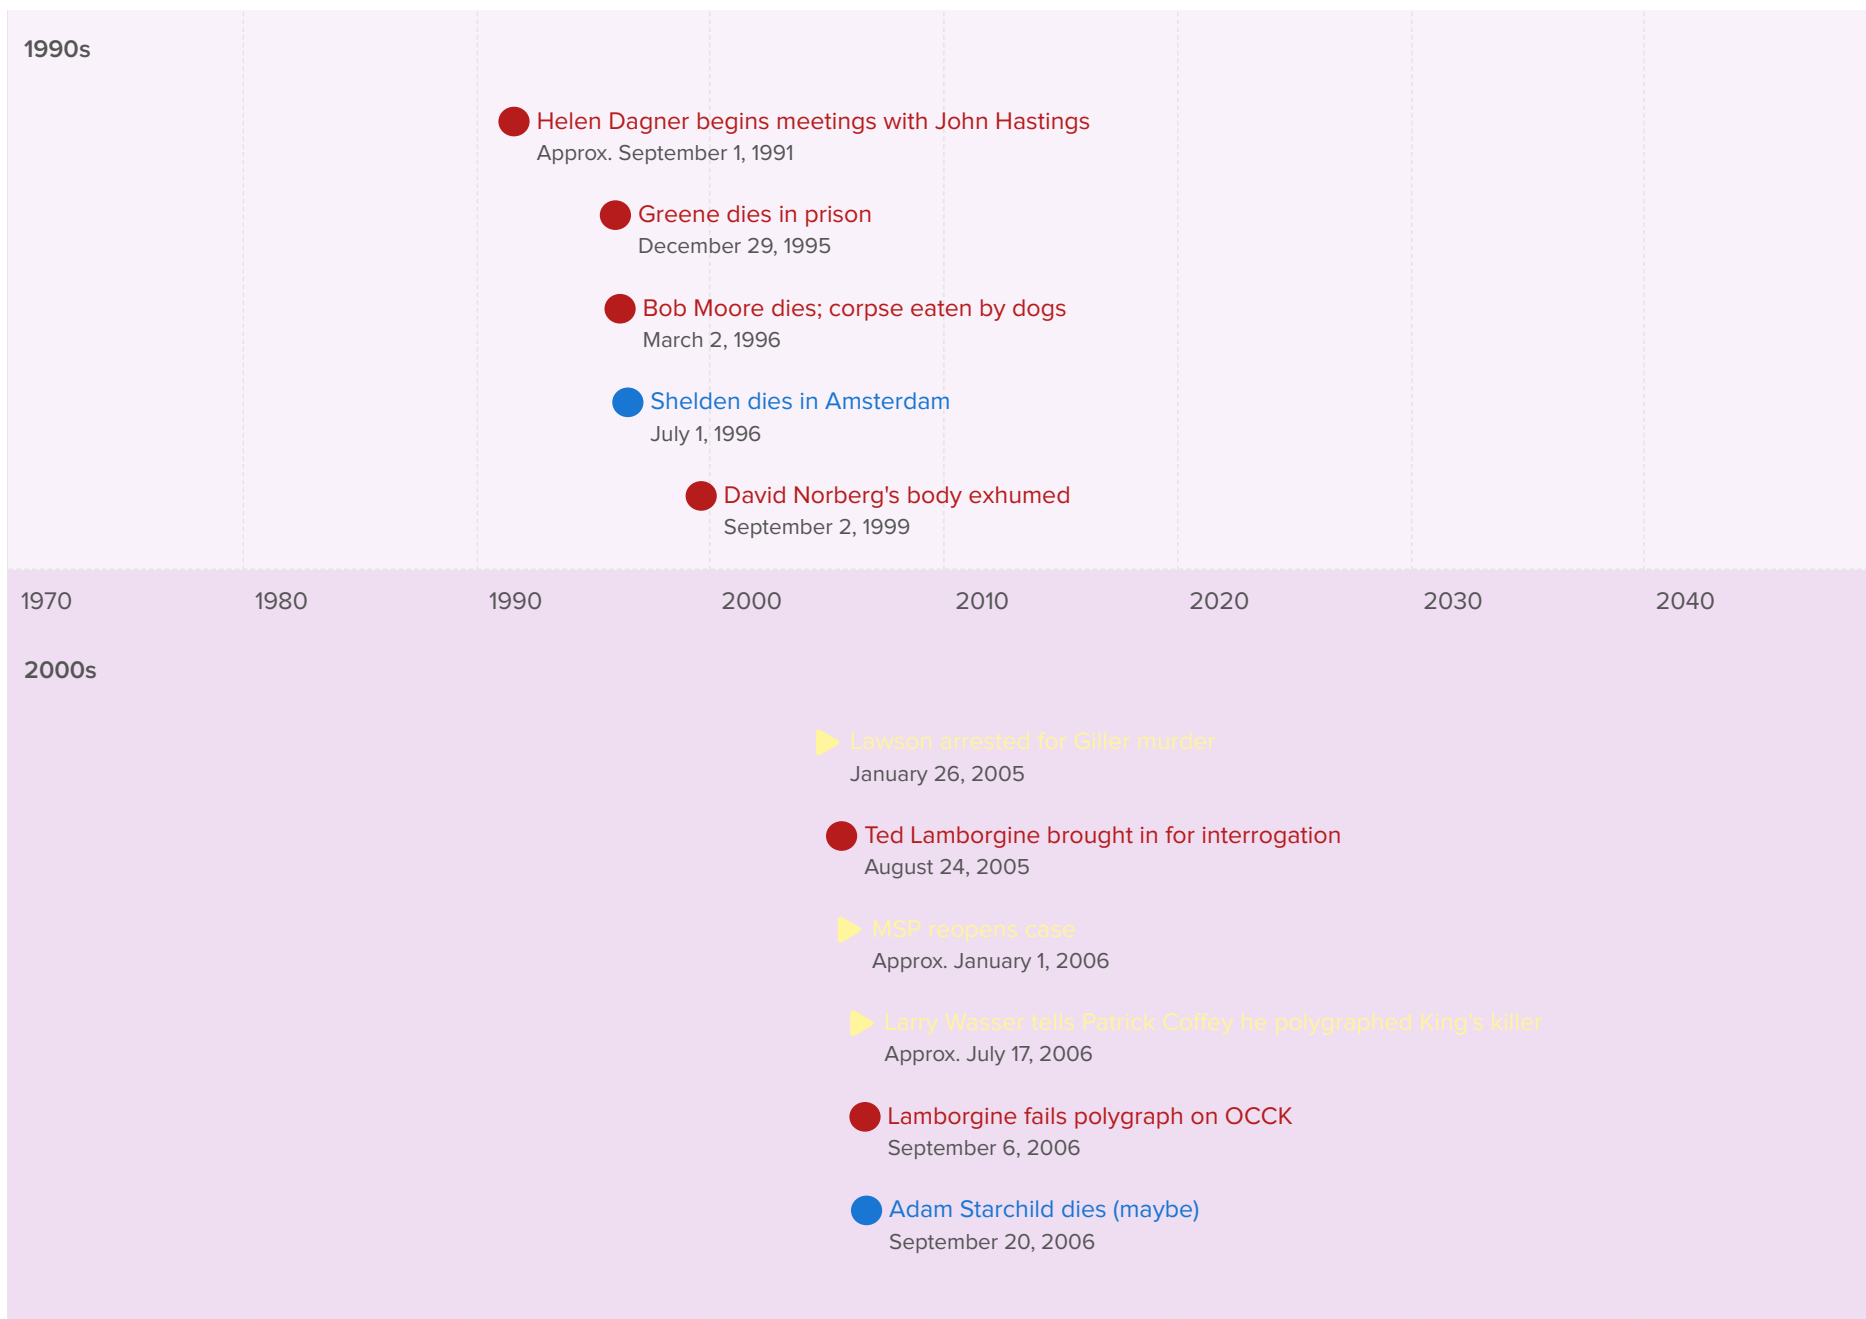 1990s
Helen Dagner begins meetings with John Hastings
Approx. September 1, 1991
Greene dies in prison
December 29, 1995
Bob Moore dies; corpse eaten by dogs
March 2, 1996
Shelden dies in Amsterdam
July 1, 1996
David Norberg's body exhumed
September 2, 1999
1970 1980 1990 2000 2010 2020 2030 2040
2000s
Lawson arrested for Giller murder
January 26, 2005
Ted Lamborgine brought in for interrogation
August 24, 2005
MSP reopens case
Approx. January 1, 2006
Larry Wasser tells Patrick Coffey he polygraphed King's killer
Approx. July 17, 2006
Lamborgine fails polygraph on OCCK
September 6, 2006
Adam Starchild dies (maybe)
September 20, 2006